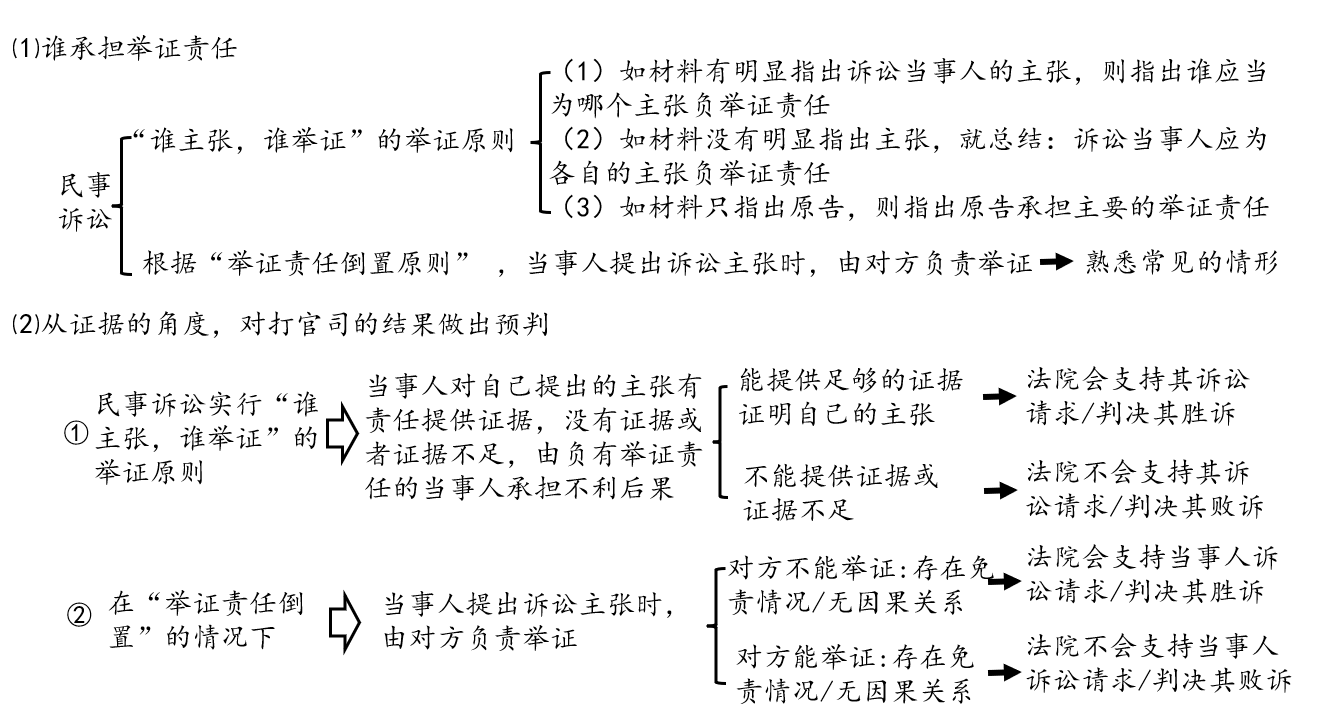 (1)谁承担举证责任
（1）如材料有明显指出诉讼当事人的主张，则指出谁应当
为哪个主张负举证责任
“谁主张，谁举证”的举证原则
（2）如材料没有明显指出主张，就总结：诉讼当事人应为
各自的主张负举证责任
民事
诉讼
（3）如材料只指出原告，则指出原告承担主要的举证责任
根据“举证责任倒置原则” ，当事人提出诉讼主张时，由对方负责举证
熟悉常见的情形
(2)从证据的角度，对打官司的结果做出预判
①
民事诉讼实行“谁
主张，谁举证”的
举证原则
当事人对自己提出的主张有
责任提供证据，没有证据或
者证据不足，由负有举证责
任的当事人承担不利后果
能提供足够的证据
证明自己的主张
法院会支持其诉讼
请求/判决其胜诉
不能提供证据或
证据不足
法院不会支持其诉
讼请求/判决其败诉
②
在“举证责任倒
置”的情况下
当事人提出诉讼主张时，
由对方负责举证
对方不能举证:存在免
责情况/无因果关系
法院会支持当事人诉
讼请求/判决其胜诉
对方能举证:存在免
责情况/无因果关系
法院不会支持当事人
诉讼请求/判决其败诉